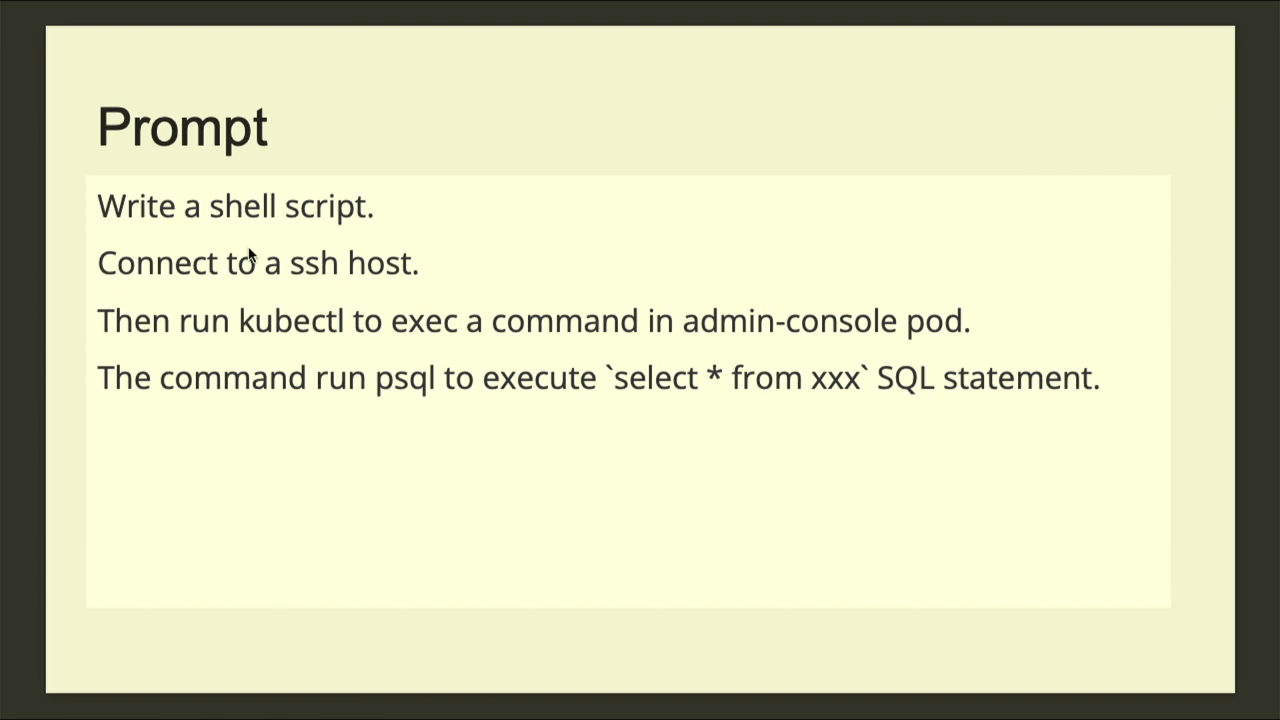 Prompt
Write a shell script.
Connect to a ssh host.
Then run kubectl to exec a command in admin-console pod.
The command run psql to execute `select * from xxx` SQL statement.